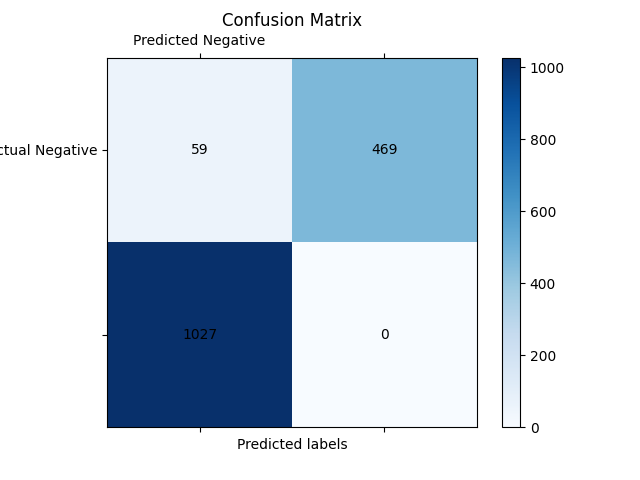 Confusion Matrix
Predicted Negative
ctual Negative
59
469
1027
0
Predicted labels
1000
800
600
400
200
0